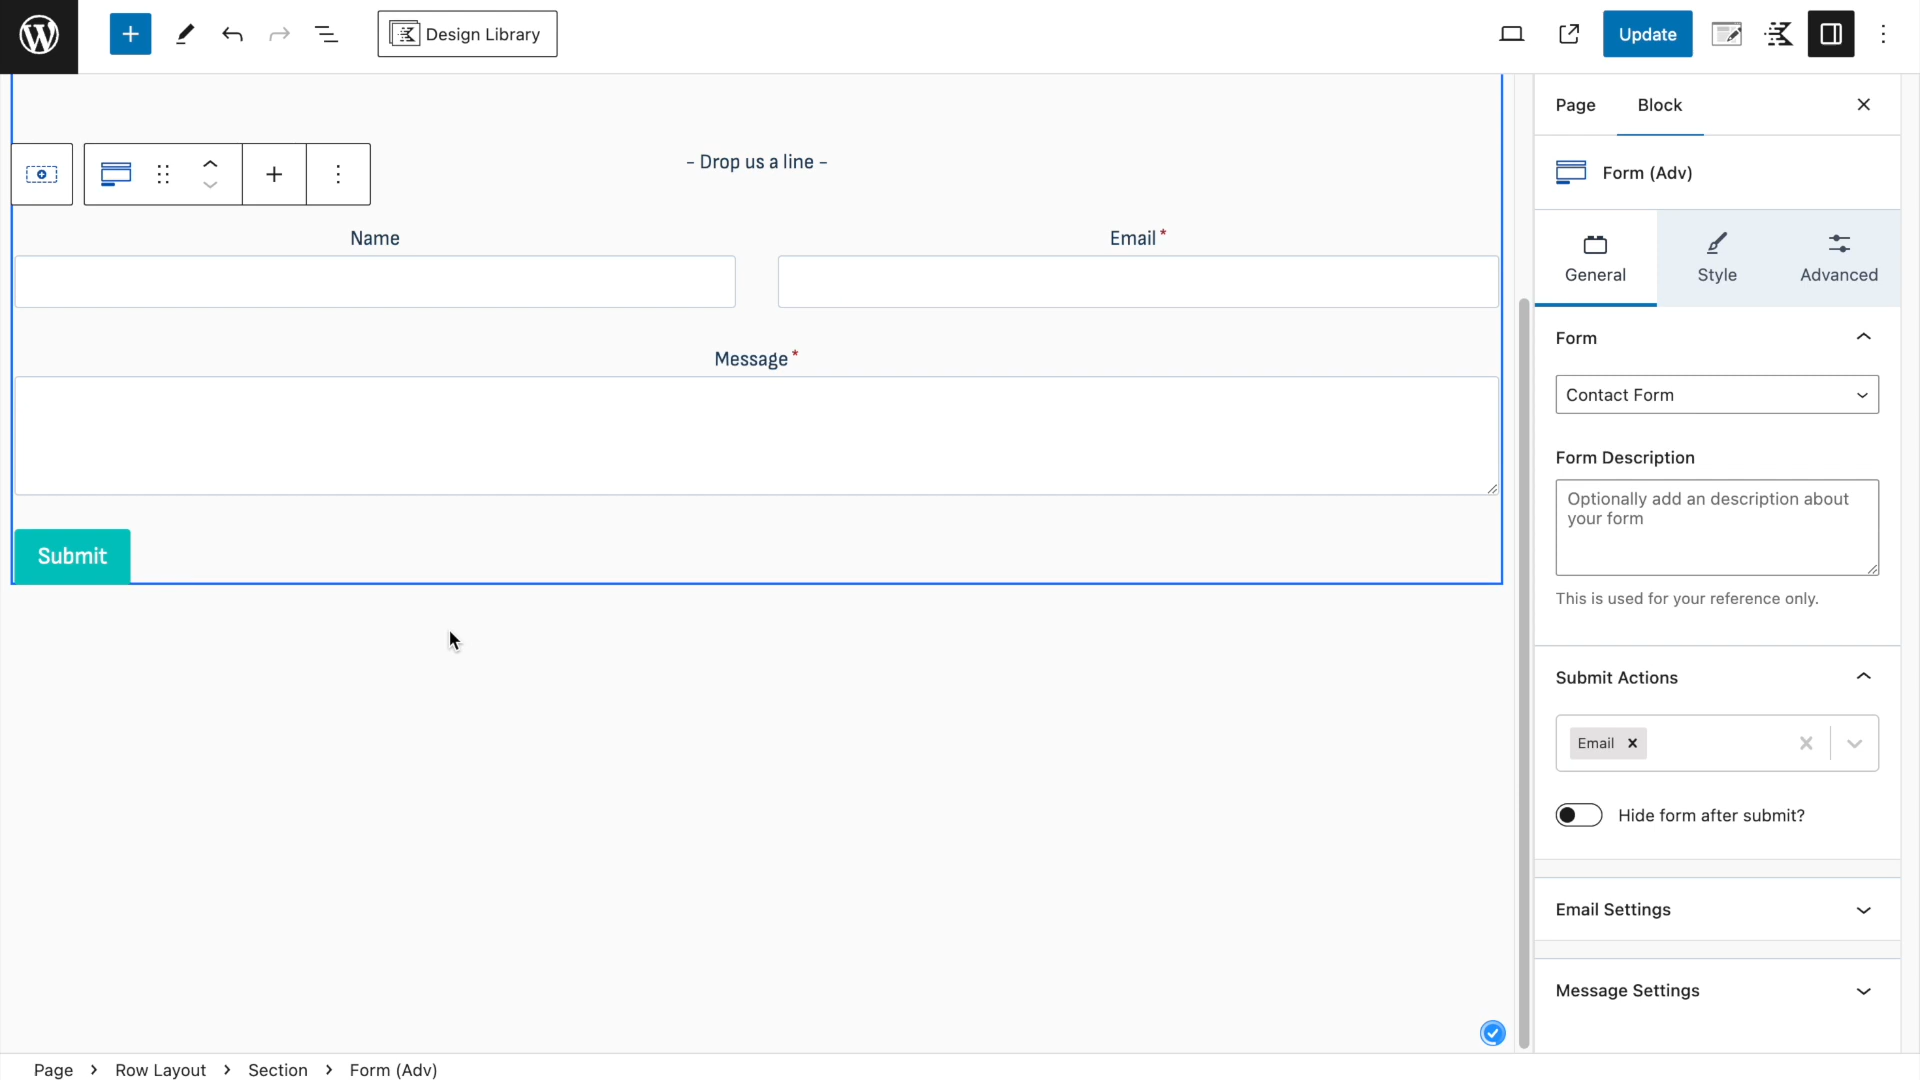 Design Library
Update
- Drop us a line -
Name
Email*
Message*
Submit
Page
Block
Form (Adv)
General
Style
Advanced
Form
Contact Form
Form Description
Optionally add an description about
your form
This is used for your reference only.
Submit Actions
Email
Hide form after submit?
Email Settings
Message Settings
Page > Row Layout > Section > Form (Adv)